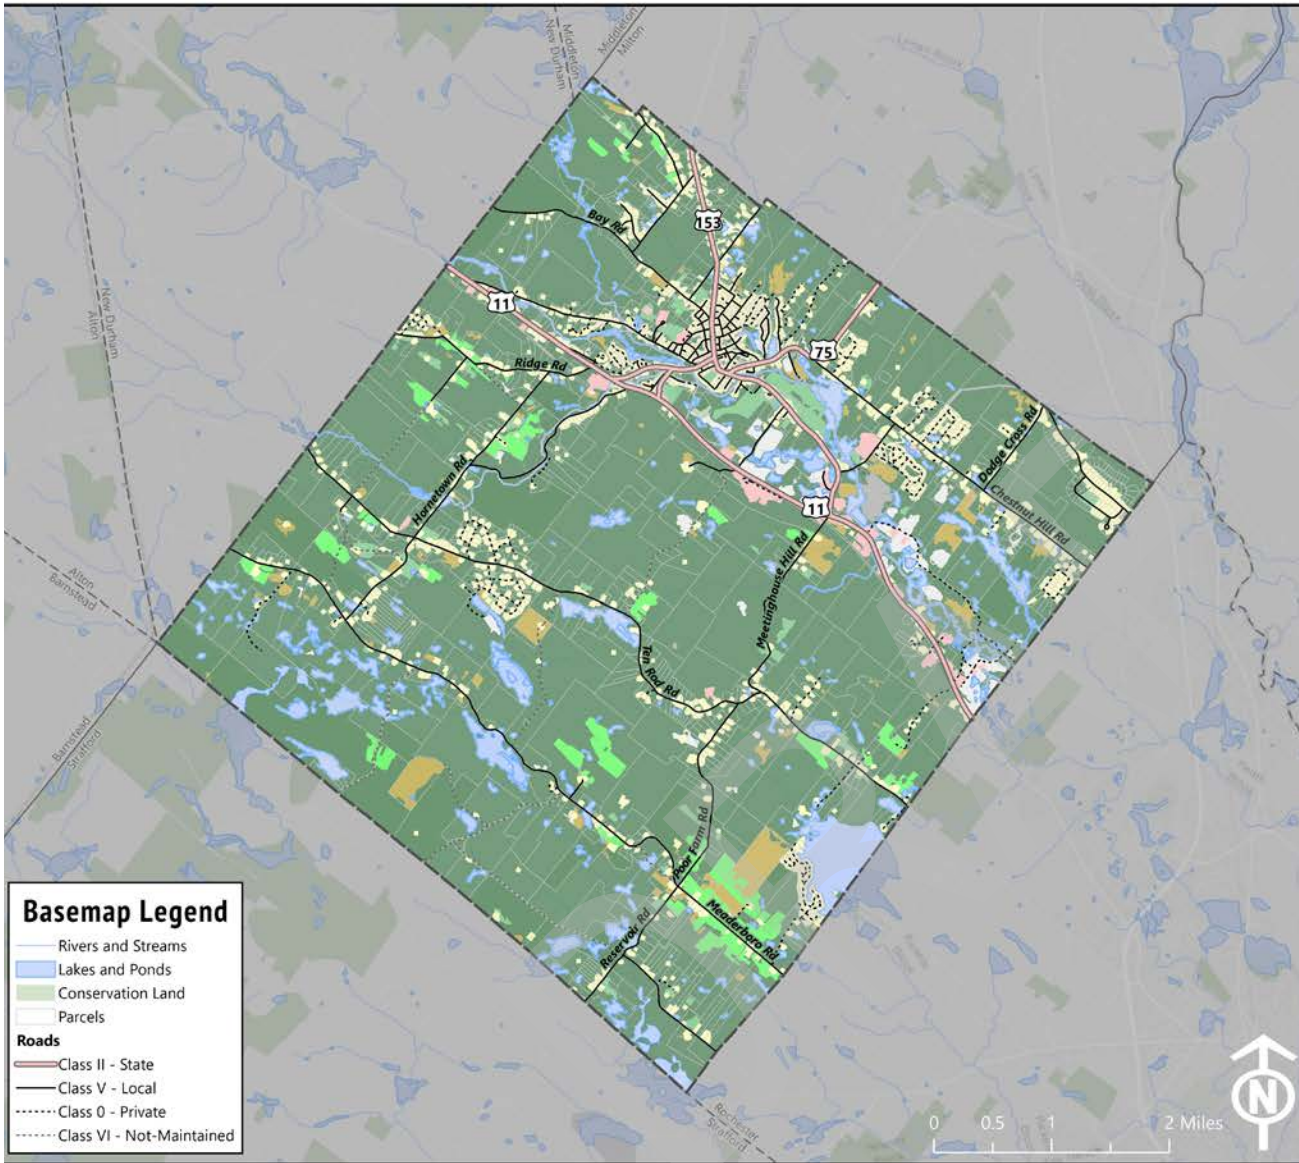 Middleton
New Durham
Middleton
Milton
153
Bay Rd
11
New Durham
Alton
75
Ridge Rd
Dodge Cross Rd
Hornetown Rd
Chestnut Hill Rd
11
Meetinghouse Hill Rd
Alton
Barnstead
Ten Rod Rd
Barnstead
Strafford
Poor Farm Rd
Meaderboro Rd
Reservoir Rd
Basemap Legend
Rivers and Streams
Lakes and Ponds
Conservation Land
Parcels
Roads
Class II - State
Class V - Local
Class 0 - Private
Class VI - Not-Maintained
Rochester
Strafford
N
0 0.5 1 2 Miles